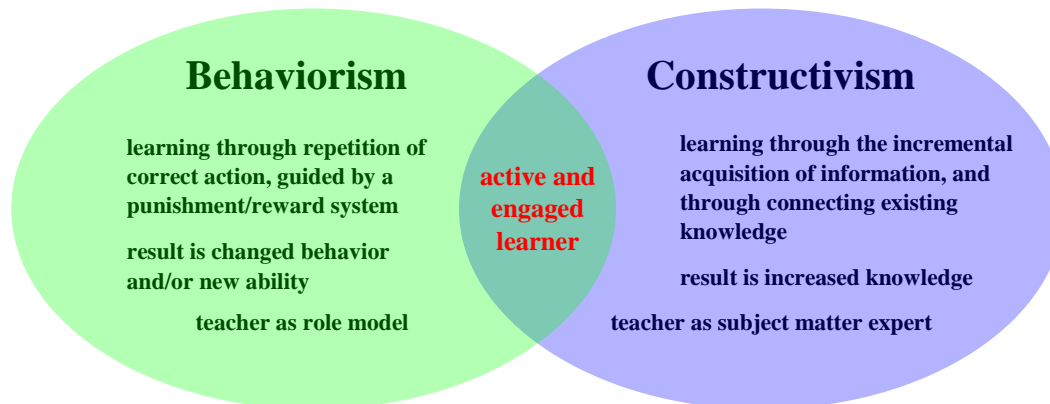 Behaviorism
learning through repetition of
correct action, guided by a
punishment/reward system
result is changed behavior
and/or new ability
teacher as role model
active and
engaged
learner
Constructivism
learning through the incremental
acquisition of information, and
through connecting existing
knowledge
result is increased knowledge
teacher as subject matter expert